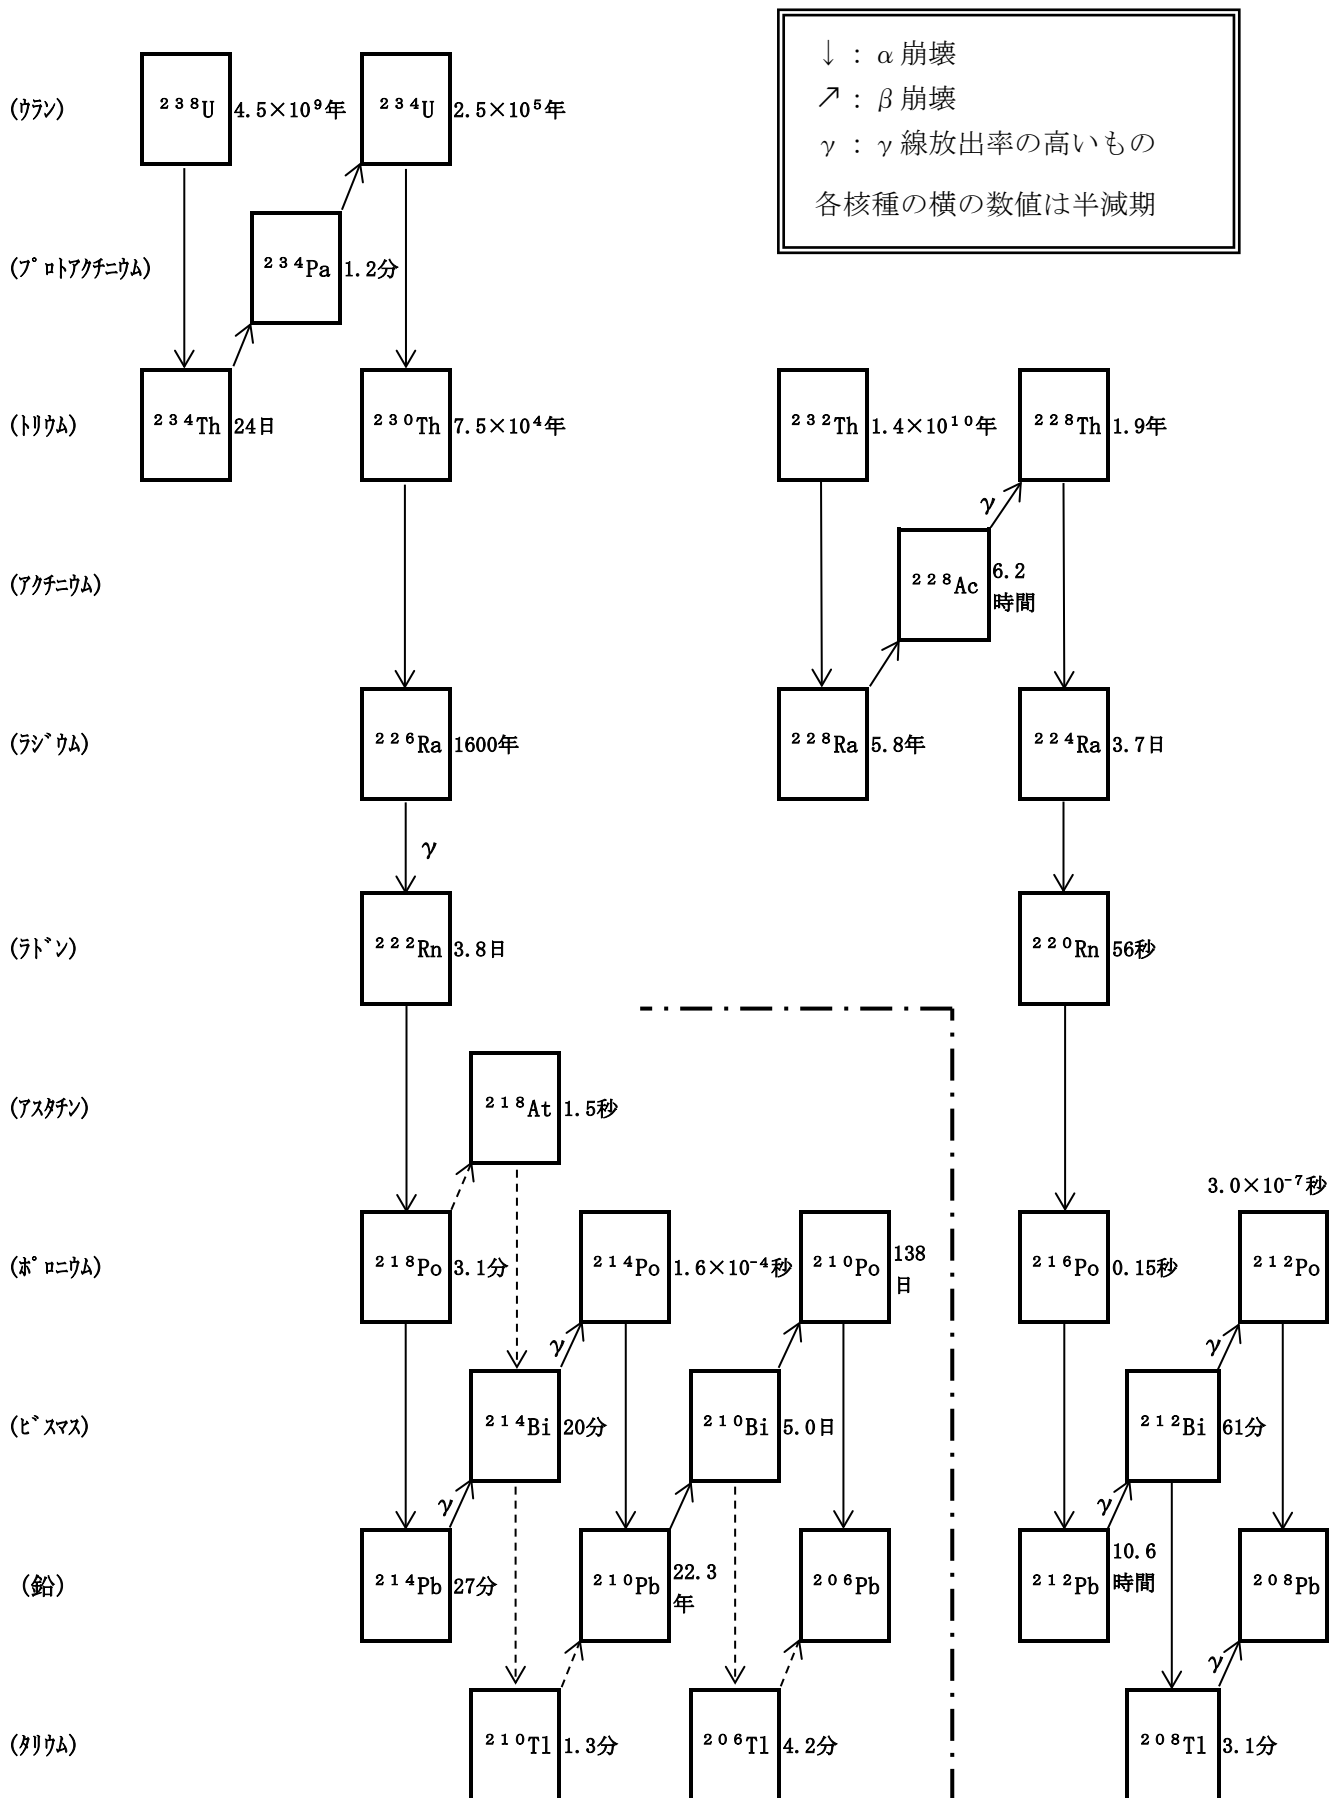 ↓：α崩壊
↗：β崩壊
γ：γ線放出率の高いもの
各核種の横の数値は半減期
(ｳﾗﾝ) ²³⁸U 4.5×10⁹年 ²³⁴U 2.5×10⁵年
(ﾌﾟﾛﾄｱｸﾁﾆｳﾑ) ²³⁴Pa 1.2分
(ﾄﾘｳﾑ) ²³⁴Th 24日 ²³⁰Th 7.5×10⁴年 ²³²Th 1.4×10¹⁰年 ²²⁸Th 1.9年
γ
(ｱｸﾁﾆｳﾑ) ²²⁸Ac 6.2
時間
(ﾗｼﾞｳﾑ) ²²⁶Ra 1600年 ²²⁸Ra 5.8年 ²²⁴Ra 3.7日
γ
(ﾗﾄﾞﾝ) ²²²Rn 3.8日 ²²⁰Rn 56秒
(ｱｽﾀﾁﾝ) ²¹⁸At 1.5秒
3.0×10⁻⁷秒
(ﾎﾟﾛﾆｳﾑ) ²¹⁸Po 3.1分 ²¹⁴Po 1.6×10⁻⁴秒 ²¹⁰Po 138
日 ²¹⁶Po 0.15秒 ²¹²Po
γ γ
(ﾋﾞｽﾏｽ) ²¹⁴Bi 20分 ²¹⁰Bi 5.0日 ²¹²Bi 61分
γ γ
(鉛) ²¹⁴Pb 27分 ²¹⁰Pb 22.3
年 ²⁰⁶Pb ²¹²Pb 10.6
時間 ²⁰⁸Pb
γ
(ﾀﾘｳﾑ) ²¹⁰Tl 1.3分 ²⁰⁶Tl 4.2分 ²⁰⁸Tl 3.1分